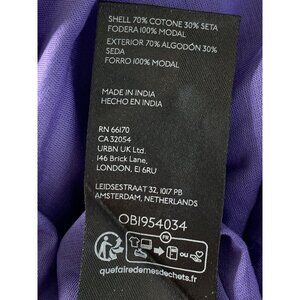 SHELL 70% COTONE 30% SETA
FODERA 100% MODAL
EXTERIOR 70% ALGODÓN 30%
SEDA
FORRO 100% MODAL
MADE IN INDIA
HECHO EN INDIA
RN 66170
CA 32054
URBN UK Ltd.
146 Brick Lane,
LONDON, E1 6RU
LEIDSESTRAAT 32, 1017 PB
AMSTERDAM, NETHERLANDS
OB1954034
FR
OU
quefairedemesdechets.fr